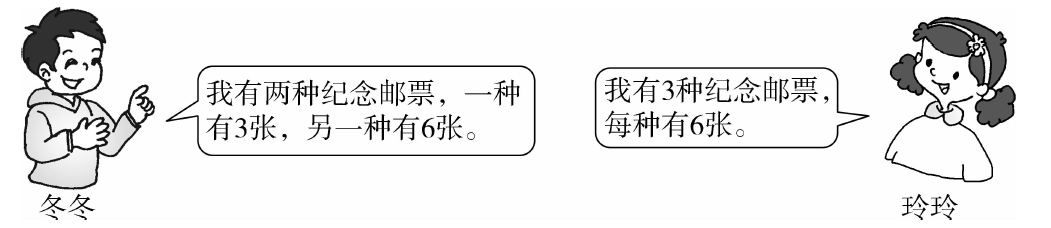 我有两种纪念邮票，一种
有3张，另一种有6张。
冬冬
我有3种纪念邮票，
每种有6张。
玲玲